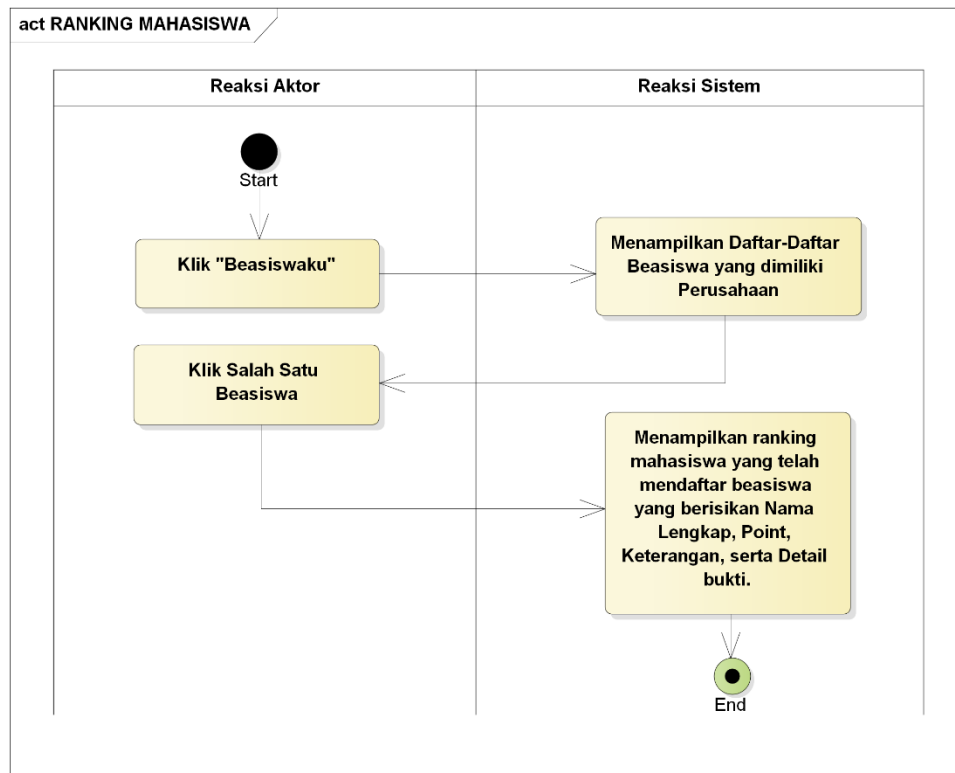 act RANKING MAHASISWA
Reaksi Aktor
Reaksi Sistem
Start
Klik "Beasiswaku"
Menampilkan Daftar-Daftar
Beasiswa yang dimiliki
Perusahaan
Klik Salah Satu
Beasiswa
Menampilkan ranking
mahasiswa yang telah
mendaftar beasiswa
yang berisikan Nama
Lengkap, Point,
Keterangan, serta Detail
bukti.
End